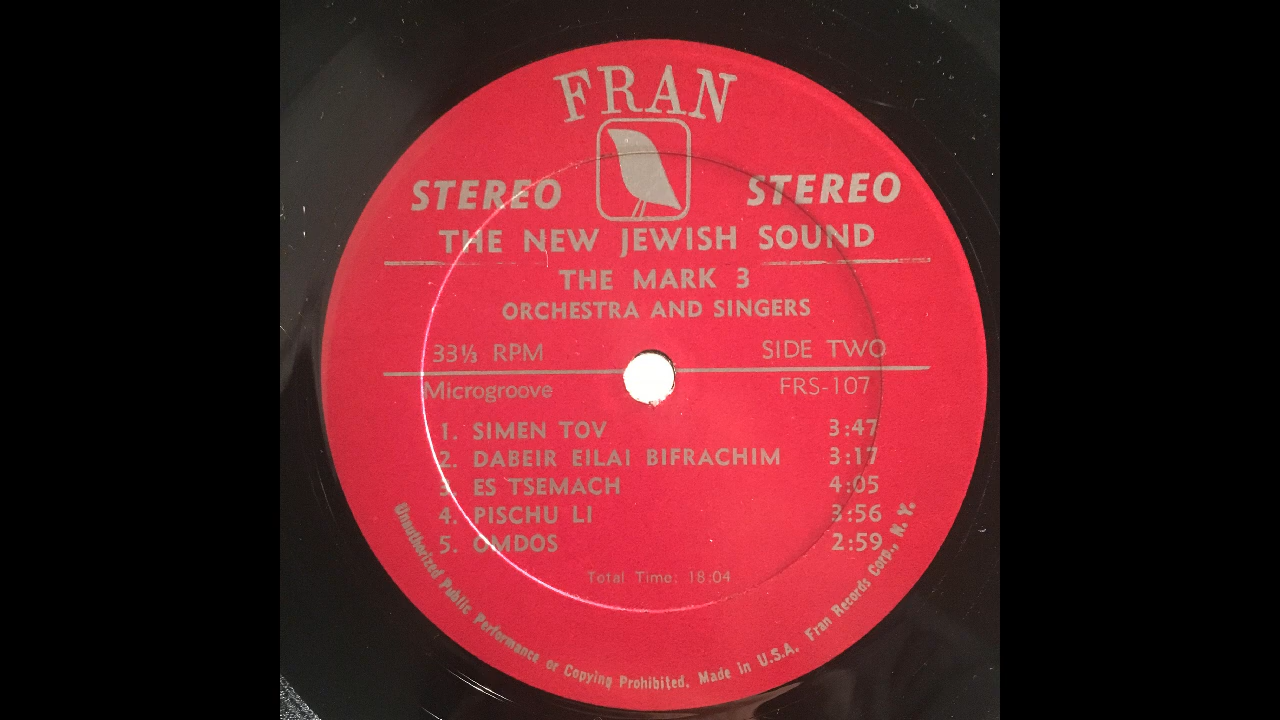 FRAN
STEREO STEREO
THE NEW JEWISH SOUND
THE MARK 3
ORCHESTRA AND SINGERS
33⅓ RPM SIDE TWO
Microgroove FRS-107
1. SIMEN TOV 3:47
2. DABEIR EILAI BIFRACHIM 3:17
3. ES TSEMACH 4:05
4. PISCHU LI 3:56
5. OMDOS 2:59
Total Time: 18:04
Unauthorized Public Performance or Copying Prohibited. Made in U.S.A. Fran Records Corp., N. Y.